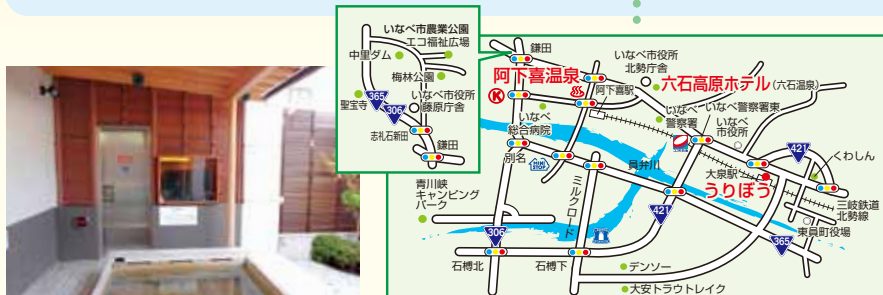 いなべ市農業公園
エコ福祉広場
中里ダム
梅林公園
聖宝寺
365
306
いなべ市役所
藤原庁舎
志礼石新田
鎌田
鎌田
いなべ市役所
北勢庁舎
阿下喜温泉
六石高原ホテル(六石温泉)
阿下喜駅
K
いなべ
総合病院
いなべ
警察署
いなべ警察署東
いなべ
市役所
421
くわしん
別名
MINI
STOP
員弁川
大泉駅
うりぼう
青川峡
キャンピング
パーク
ミルクロード
421
三岐鉄道
北勢線
東員町役場
306
365
石榑北
石榑下
デンソー
大安トラウトレイク